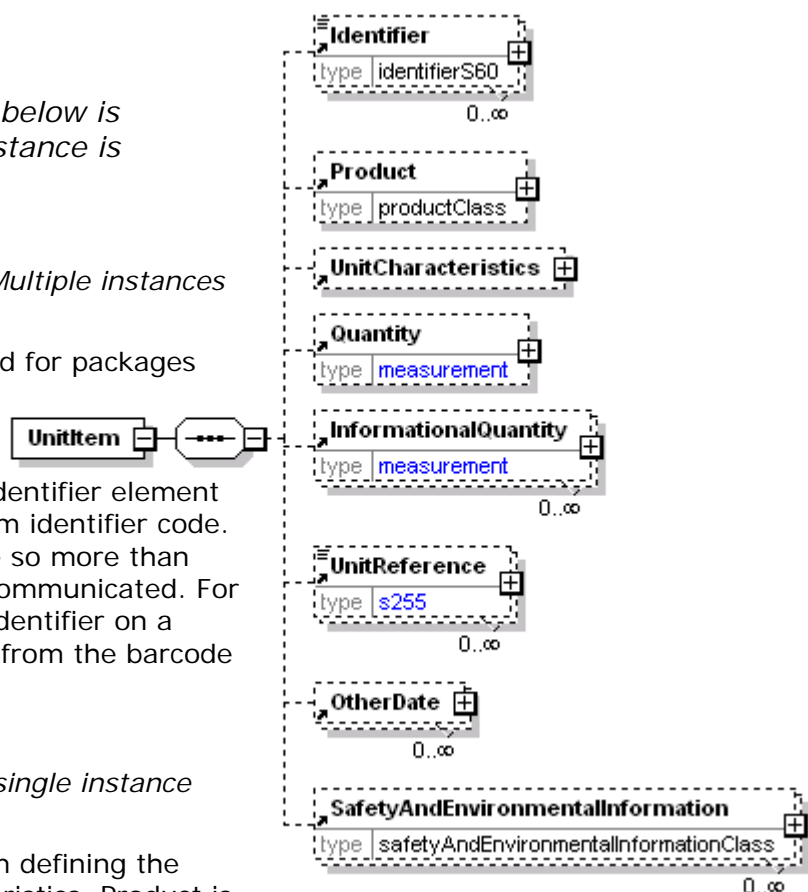 below is
stance is
Multiple instances
d for packages
dentifier element
m identifier code.
so more than
ommunicated. For
dentifier on a
from the barcode
single instance
n defining the
UnitItem
Identifier
type identifierS60
0..∞
Product
type productClass
UnitCharacteristics
Quantity
type measurement
InformationalQuantity
type measurement
0..∞
UnitReference
type s255
0..∞
OtherDate
0..∞
SafetyAndEnvironmentalInformation
type safetyAndEnvironmentalInformationClass
0..∞